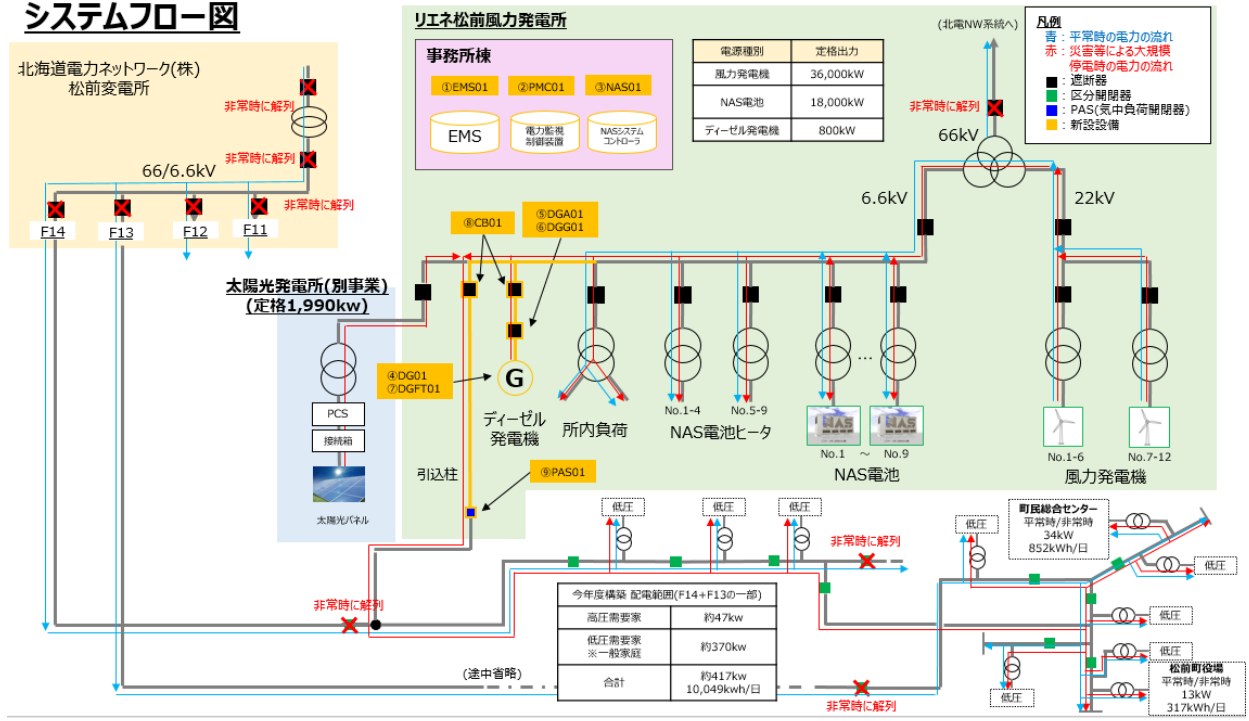 システムフロー図
北海道電力ネットワーク(株)
松前変電所
非常時に解列
非常時に解列
66/6.6kV
非常時に解列
F14
F13
F12
F11
リエネ松前風力発電所
事務所棟
①EMS01
②PMC01
③NAS01
EMS
電力監視
制御装置
NASシステム
コントローラ
電源種別
定格出力
風力発電機
36,000kW
NAS電池
18,000kW
ディーゼル発電機
800kW
(北電NW系統へ)
非常時に解列
66kV
6.6kV
22kV
凡例
青：平常時の電力の流れ
赤：災害等による大規模
停電時の電力の流れ
：遮断器
：区分開閉器
：PAS(気中負荷開閉器)
：新設設備
⑧CB01
⑤DGA01
⑥DGG01
太陽光発電所(別事業)
(定格1,990kw)
PCS
接続箱
太陽光パネル
④DG01
⑦DGFT01
G
ディーゼル
発電機
所内負荷
No.1-4
No.5-9
NAS電池ヒータ
…
NAS
NAS
No.1
～
No.9
NAS電池
No.1-6
No.7-12
風力発電機
引込柱
⑨PAS01
低圧
低圧
低圧
非常時に解列
低圧
町民総合センター
平常時/非常時
34kW
852kWh/日
低圧
非常時に解列
今年度構築 配電範囲(F14+F13の一部)
高圧需要家
約47kw
低圧需要家
※一般家庭
約370kw
合計
約417kw
10,049kwh/日
低圧
低圧
低圧
松前町役場
平常時/非常時
13kW
317kWh/日
(途中省略)
非常時に解列